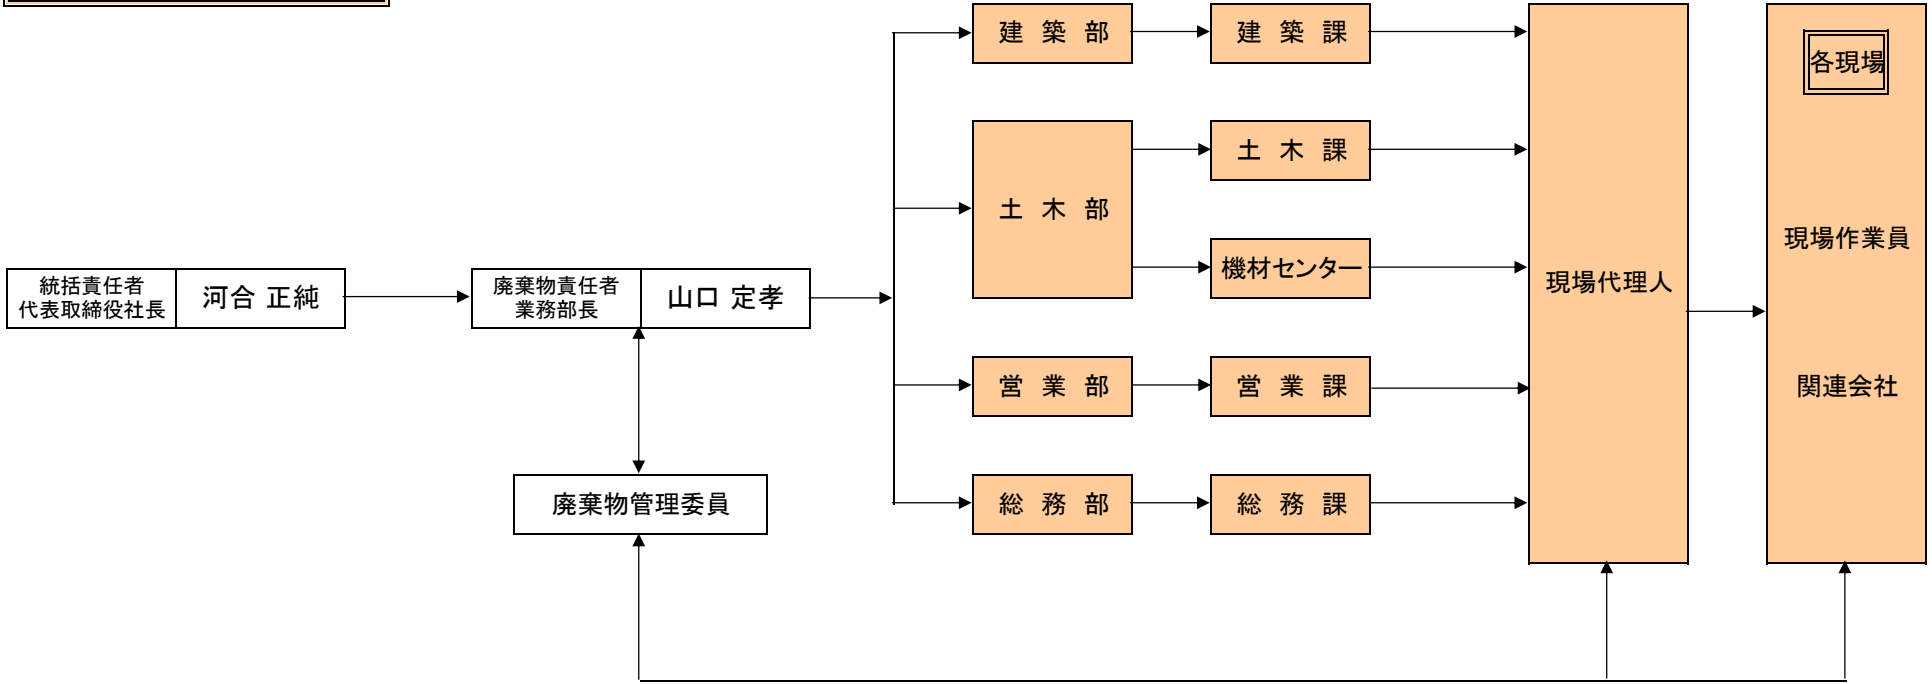 統括責任者
代表取締役社長
河合 正純
廃棄物責任者
業務部長
山口 定孝
廃棄物管理委員
建 築 部
建 築 課
土 木 部
土 木 課
機材センター
営 業 部
営 業 課
総 務 部
総 務 課
現場代理人
各現場
現場作業員
関連会社